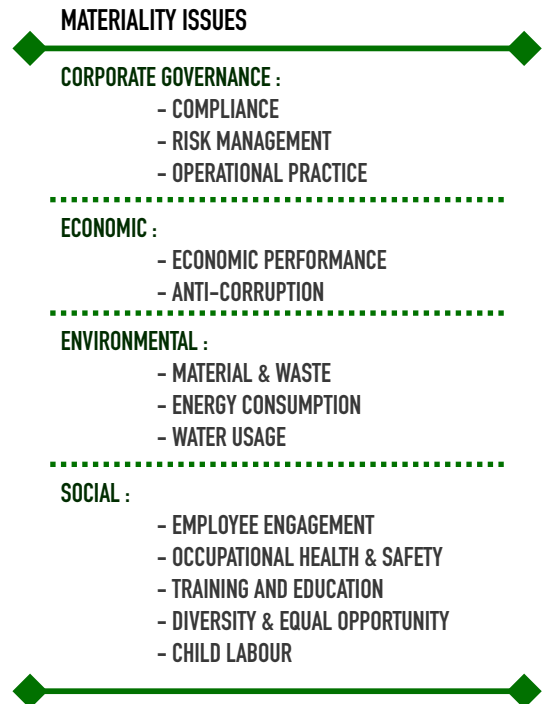 MATERIALITY ISSUES
CORPORATE GOVERNANCE :
- COMPLIANCE
- RISK MANAGEMENT
- OPERATIONAL PRACTICE
ECONOMIC :
- ECONOMIC PERFORMANCE
- ANTI-CORRUPTION
ENVIRONMENTAL :
- MATERIAL & WASTE
- ENERGY CONSUMPTION
- WATER USAGE
SOCIAL :
- EMPLOYEE ENGAGEMENT
- OCCUPATIONAL HEALTH & SAFETY
- TRAINING AND EDUCATION
- DIVERSITY & EQUAL OPPORTUNITY
- CHILD LABOUR